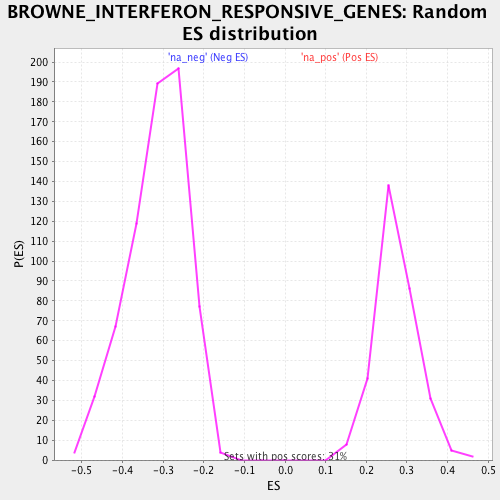 BROWNE_INTERFERON_RESPONSIVE_GENES: Random
ES distribution
'na_neg' (Neg ES)
'na_pos' (Pos ES)
200
190
180
170
160
150
140
130
120
110
100
90
80
70
60
50
40
30
20
10
0
P(ES)
Sets with pos scores: 31%
-0.5 -0.4 -0.3 -0.2 -0.1 0.0 0.1 0.2 0.3 0.4 0.5
ES